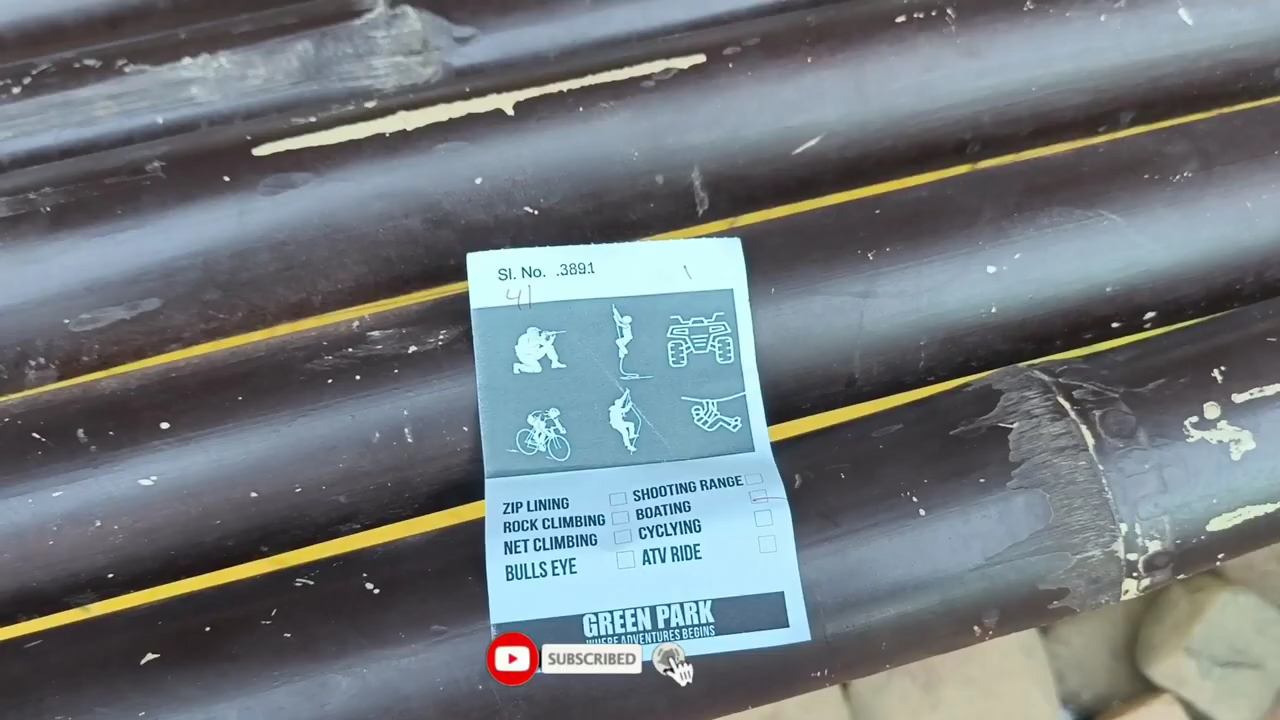 Sl. No. .3891
41
ZIP LINING
ROCK CLIMBING
NET CLIMBING
BULLS EYE
SHOOTING RANGE
BOATING
CYCLYING
ATV RIDE
GREEN PARK
WHERE ADVENTURES BEGINS
SUBSCRIBED